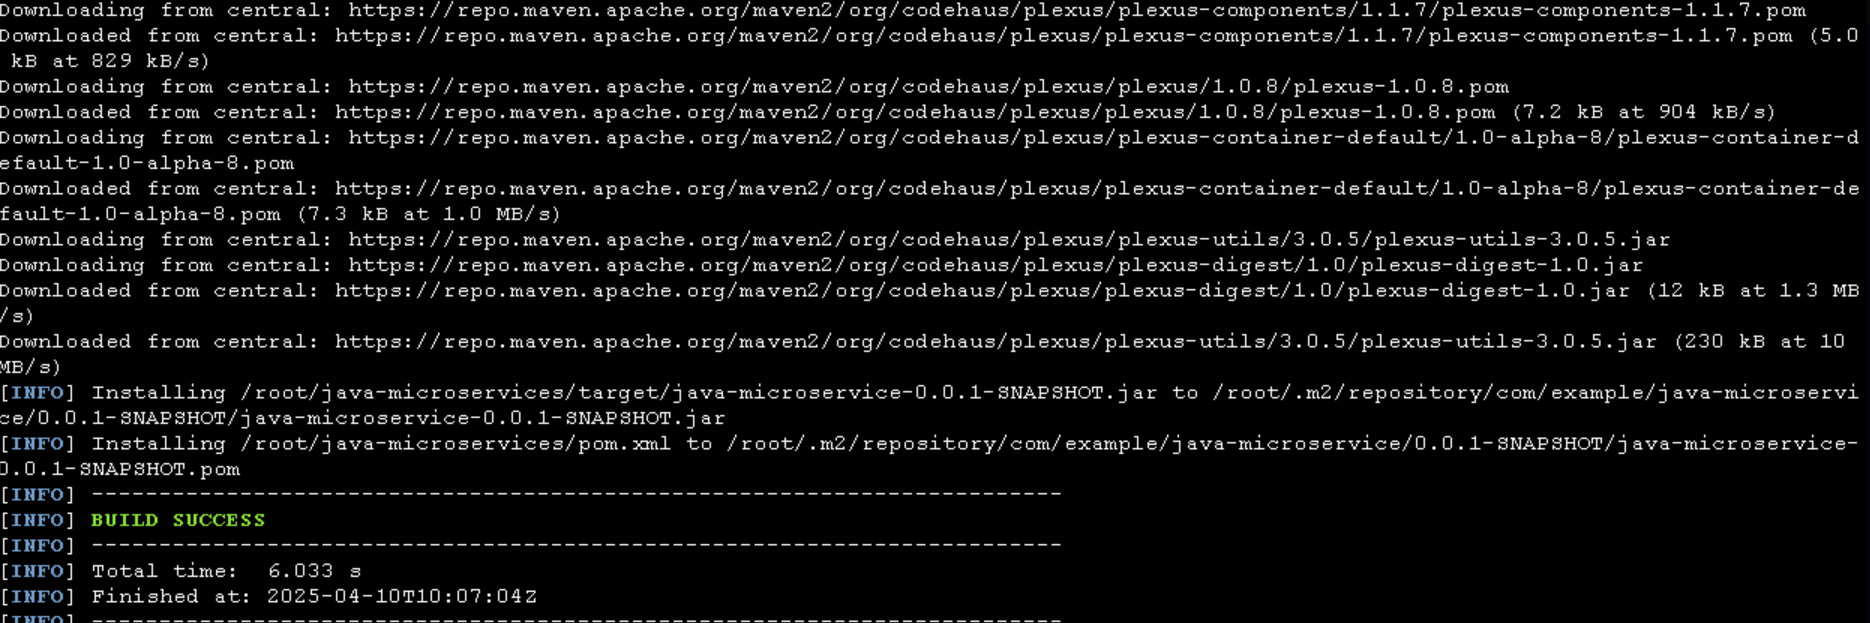 Downloading from central: https://repo.maven.apache.org/maven2/org/codehaus/plexus/plexus-components/1.1.7/plexus-components-1.1.7.pom
Downloaded from central: https://repo.maven.apache.org/maven2/org/codehaus/plexus/plexus-components/1.1.7/plexus-components-1.1.7.pom (5.0
 kB at 829 kB/s)
Downloading from central: https://repo.maven.apache.org/maven2/org/codehaus/plexus/plexus/1.0.8/plexus-1.0.8.pom
Downloaded from central: https://repo.maven.apache.org/maven2/org/codehaus/plexus/plexus/1.0.8/plexus-1.0.8.pom (7.2 kB at 904 kB/s)
Downloading from central: https://repo.maven.apache.org/maven2/org/codehaus/plexus/plexus-container-default/1.0-alpha-8/plexus-container-d
efault-1.0-alpha-8.pom
Downloaded from central: https://repo.maven.apache.org/maven2/org/codehaus/plexus/plexus-container-default/1.0-alpha-8/plexus-container-de
fault-1.0-alpha-8.pom (7.3 kB at 1.0 MB/s)
Downloading from central: https://repo.maven.apache.org/maven2/org/codehaus/plexus/plexus-utils/3.0.5/plexus-utils-3.0.5.jar
Downloading from central: https://repo.maven.apache.org/maven2/org/codehaus/plexus/plexus-digest/1.0/plexus-digest-1.0.jar
Downloaded from central: https://repo.maven.apache.org/maven2/org/codehaus/plexus/plexus-digest/1.0/plexus-digest-1.0.jar (12 kB at 1.3 MB
/s)
Downloaded from central: https://repo.maven.apache.org/maven2/org/codehaus/plexus/plexus-utils/3.0.5/plexus-utils-3.0.5.jar (230 kB at 10
MB/s)
[INFO] Installing /root/java-microservices/target/java-microservice-0.0.1-SNAPSHOT.jar to /root/.m2/repository/com/example/java-microservi
ce/0.0.1-SNAPSHOT/java-microservice-0.0.1-SNAPSHOT.jar
[INFO] Installing /root/java-microservices/pom.xml to /root/.m2/repository/com/example/java-microservice/0.0.1-SNAPSHOT/java-microservice-
0.0.1-SNAPSHOT.pom
[INFO] ------------------------------------------------------------------------
[INFO] BUILD SUCCESS
[INFO] ------------------------------------------------------------------------
[INFO] Total time:  6.033 s
[INFO] Finished at: 2025-04-10T10:07:04Z
[INFO] ------------------------------------------------------------------------